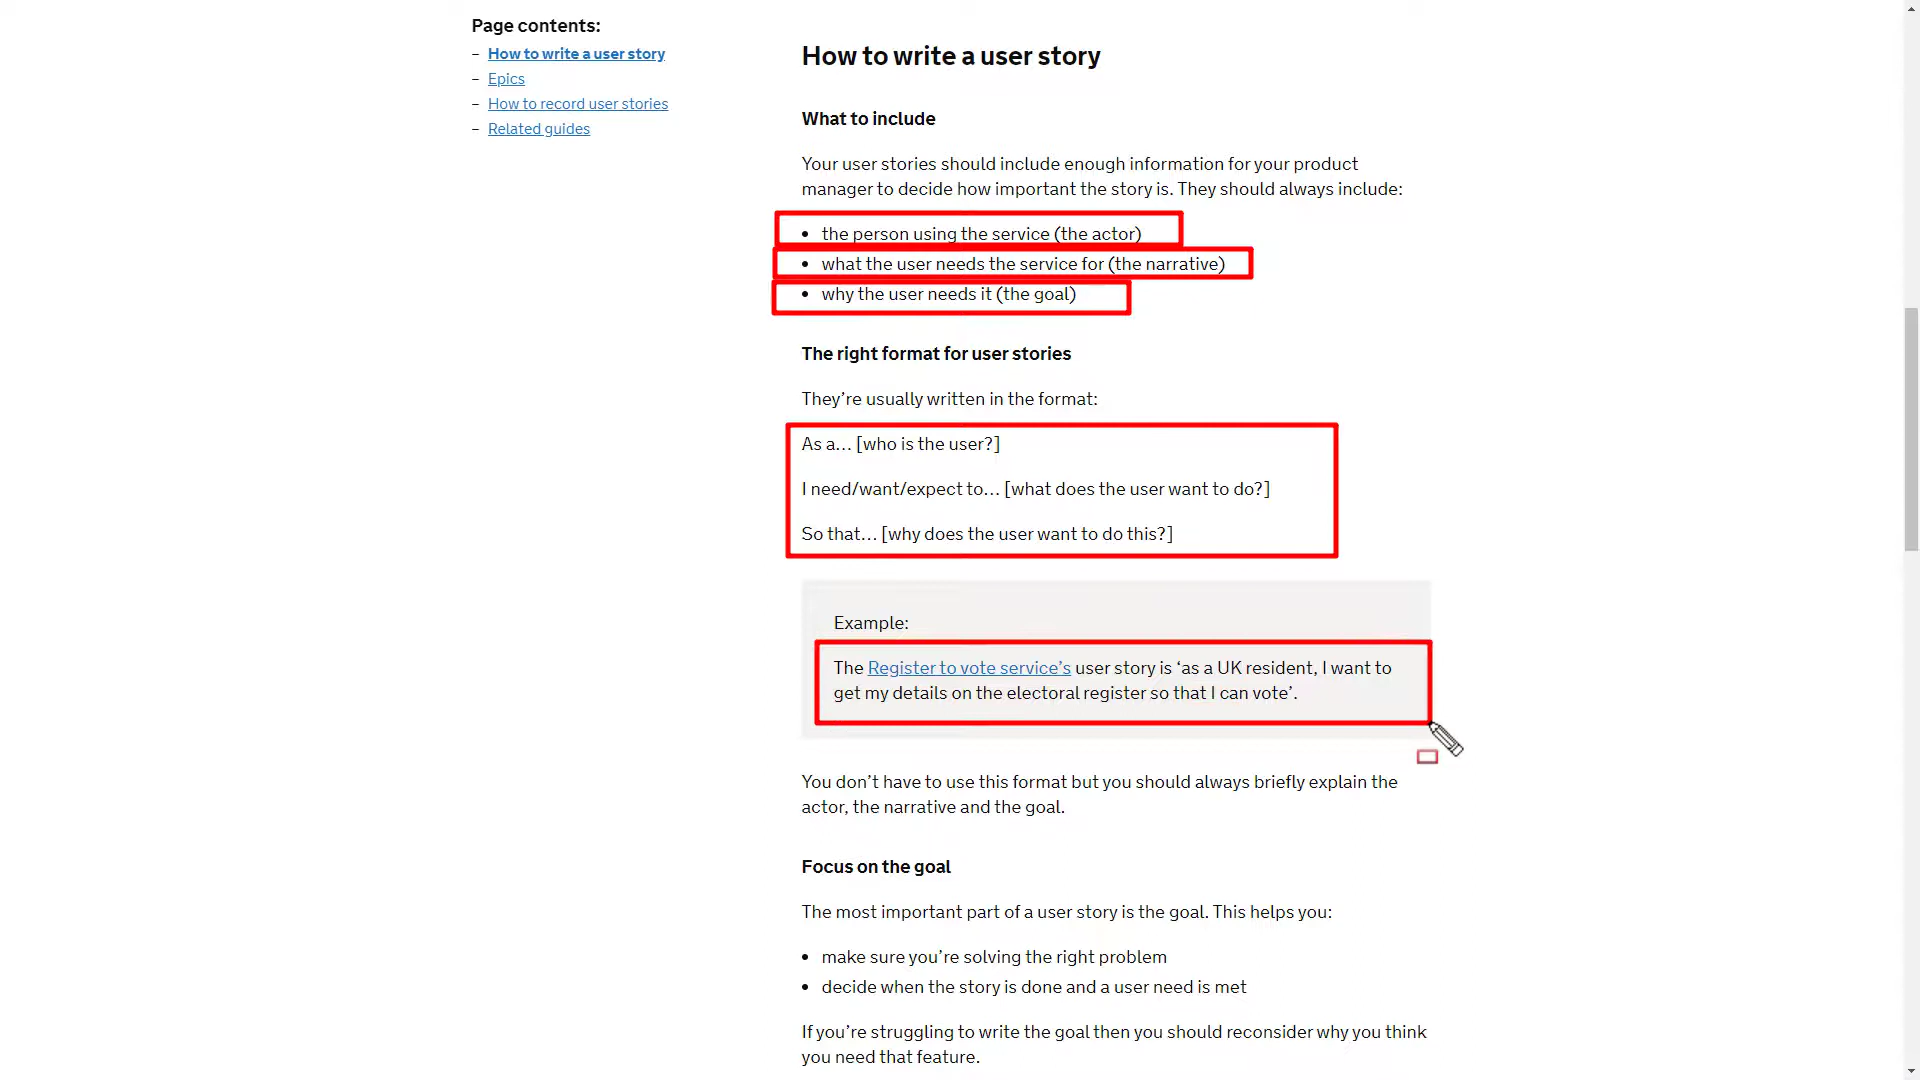 Page contents:
– How to write a user story
– Epics
– How to record user stories
– Related guides
How to write a user story
What to include
Your user stories should include enough information for your product
manager to decide how important the story is. They should always include:
• the person using the service (the actor)
• what the user needs the service for (the narrative)
• why the user needs it (the goal)
The right format for user stories
They’re usually written in the format:
As a… [who is the user?]
I need/want/expect to… [what does the user want to do?]
So that… [why does the user want to do this?]
Example:
The Register to vote service’s user story is ‘as a UK resident, I want to
get my details on the electoral register so that I can vote’.
You don’t have to use this format but you should always briefly explain the
actor, the narrative and the goal.
Focus on the goal
The most important part of a user story is the goal. This helps you:
• make sure you’re solving the right problem
• decide when the story is done and a user need is met
If you’re struggling to write the goal then you should reconsider why you think
you need that feature.